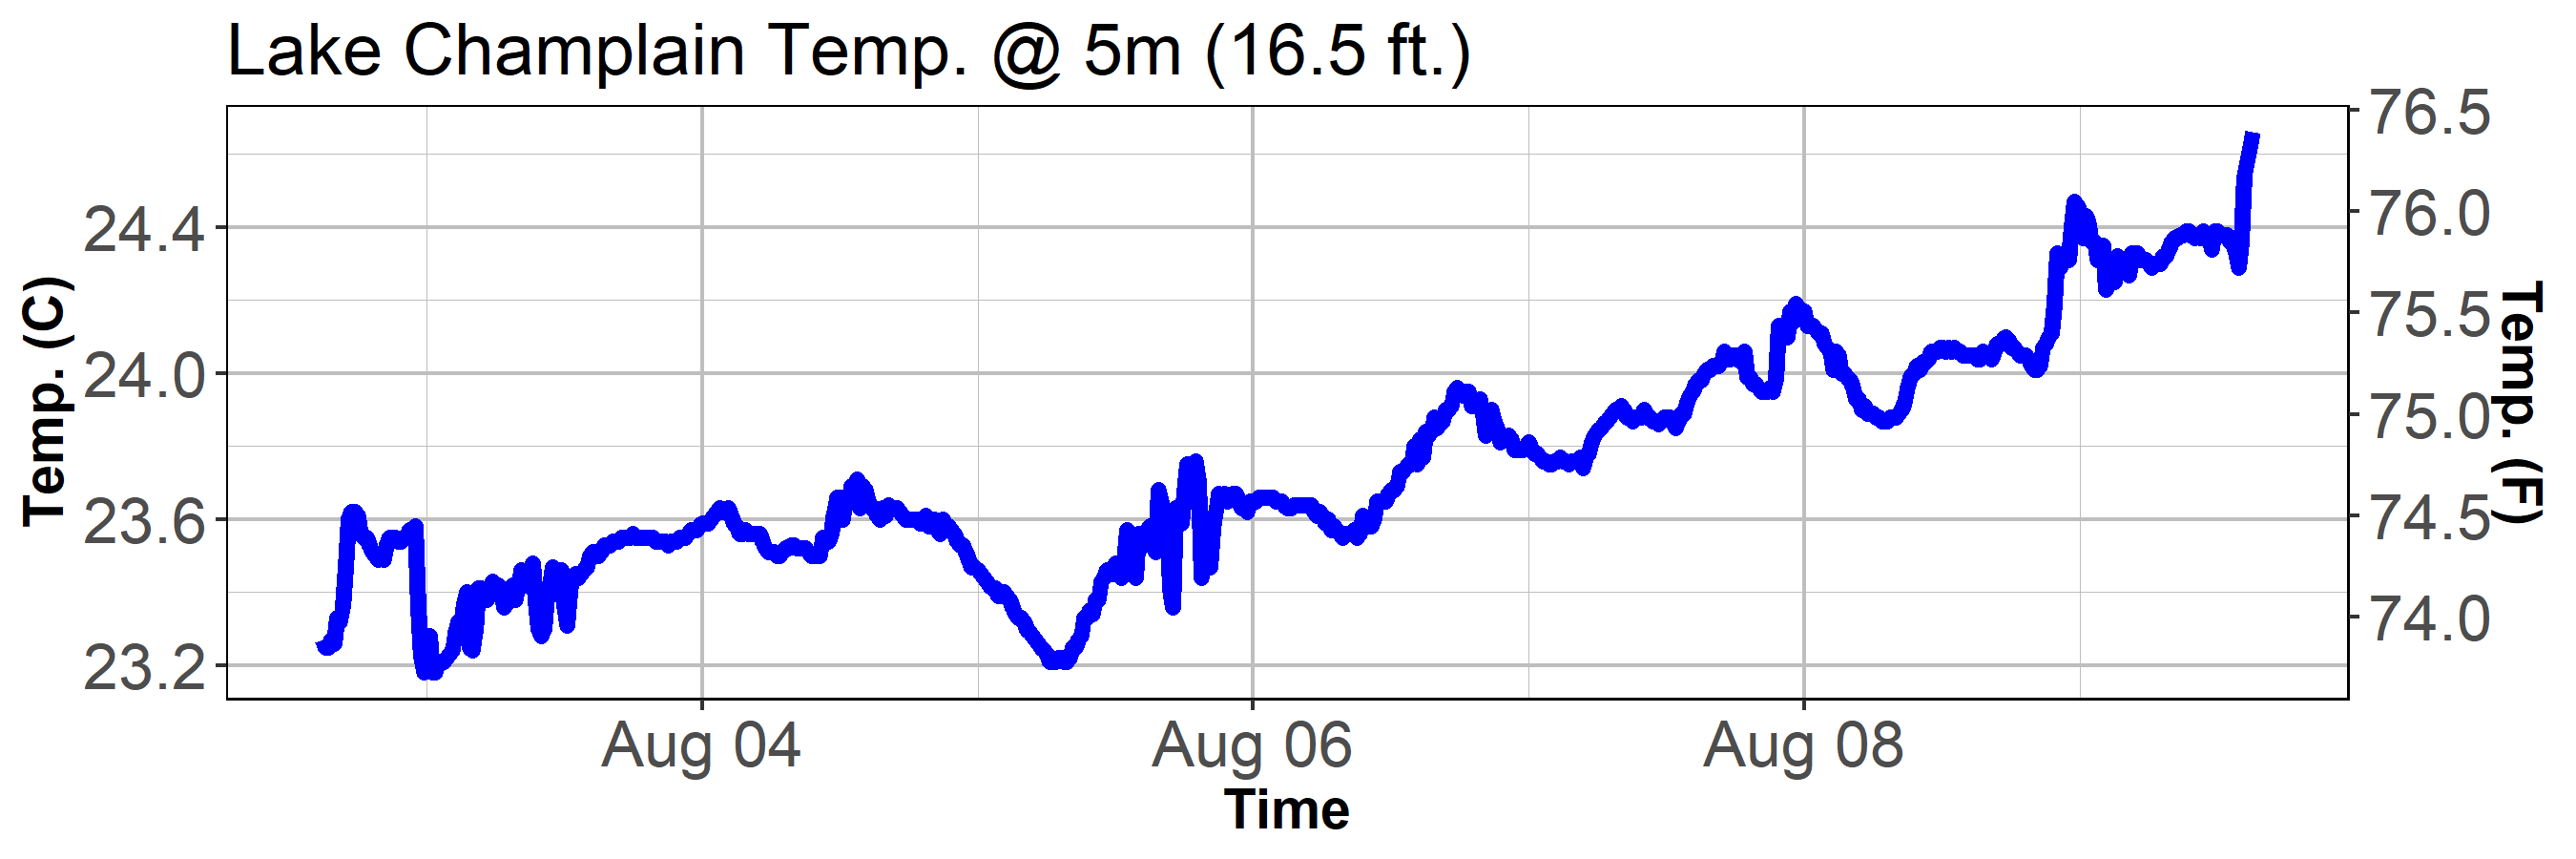 Lake Champlain Temp. @ 5m (16.5 ft.)
Temp. (C)
24.4
24.0
23.6
23.2
76.5
76.0
75.5
75.0
74.5
74.0
Temp. (F)
Aug 04 Aug 06 Aug 08
Time